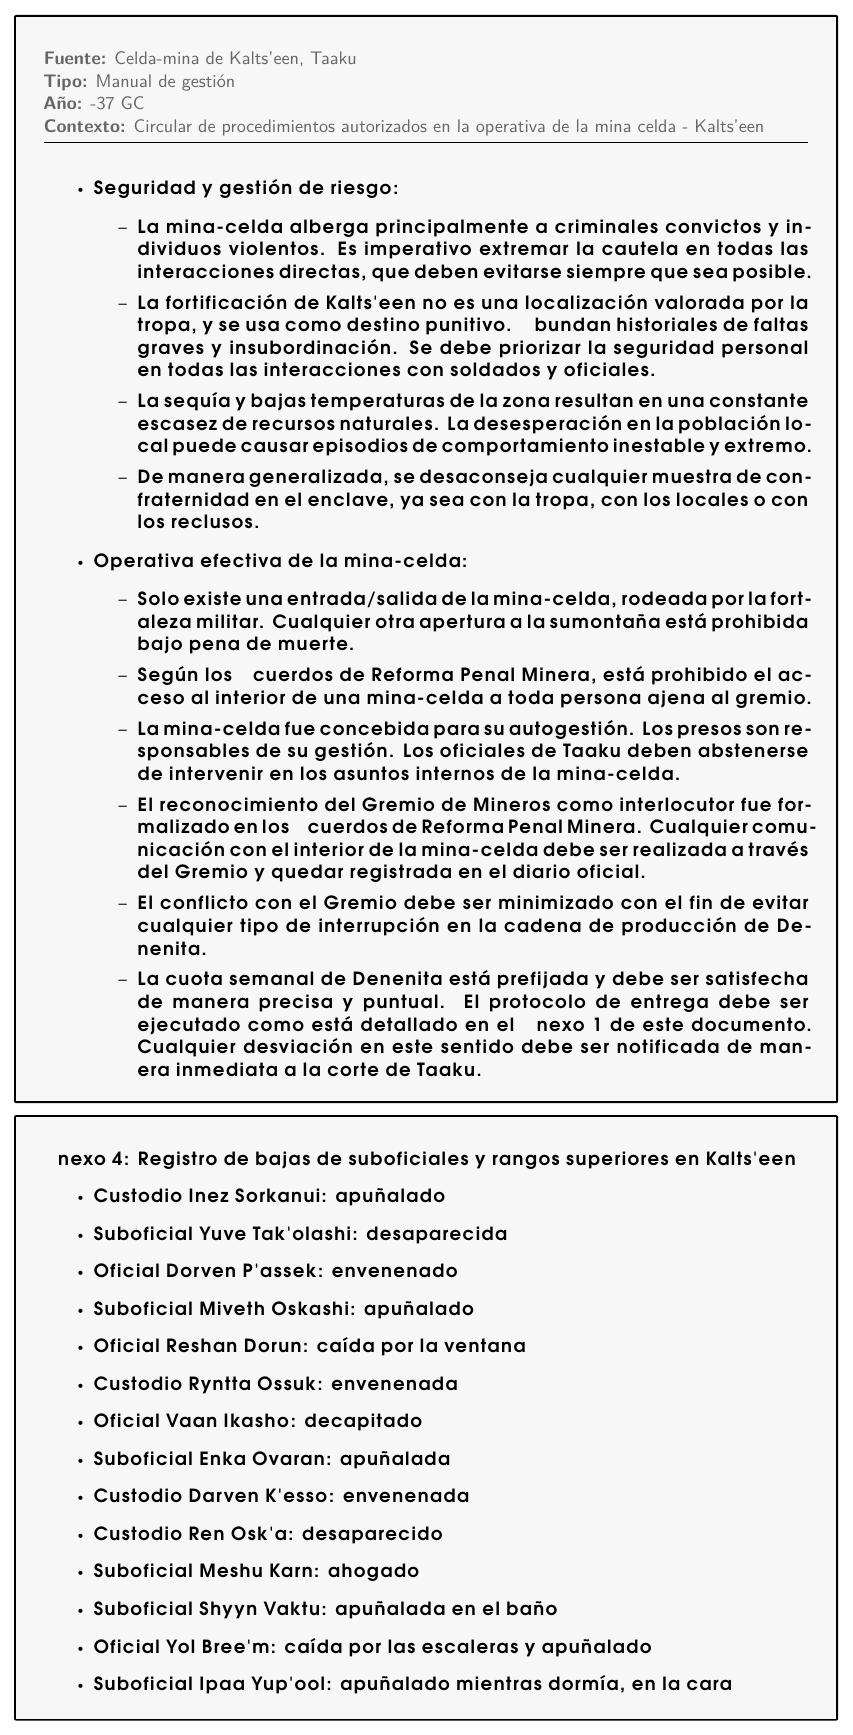 Fuente: Celda-mina de Kalts'een, Taaku
Tipo: Manual de gestión
Año: -37 GC
Contexto: Circular de procedimientos autorizados en la operativa de la mina celda - Kalts'een
• Seguridad y gestión de riesgo:
– La mina-celda alberga principalmente a criminales convictos y in-
dividuos violentos. Es imperativo extremar la cautela en todas las
interacciones directas, que deben evitarse siempre que sea posible.
– La fortificación de Kalts'een no es una localización valorada por la
tropa, y se usa como destino punitivo. bundan historiales de faltas
graves y insubordinación. Se debe priorizar la seguridad personal
en todas las interacciones con soldados y oficiales.
– La sequía y bajas temperaturas de la zona resultan en una constante
escasez de recursos naturales. La desesperación en la población lo-
cal puede causar episodios de comportamiento inestable y extremo.
– De manera generalizada, se desaconseja cualquier muestra de con-
fraternidad en el enclave, ya sea con la tropa, con los locales o con
los reclusos.
• Operativa efectiva de la mina-celda:
– Solo existe una entrada/salida de la mina-celda, rodeada por la fort-
aleza militar. Cualquier otra apertura a la sumontaña está prohibida
bajo pena de muerte.
– Según los cuerdos de Reforma Penal Minera, está prohibido el ac-
ceso al interior de una mina-celda a toda persona ajena al gremio.
– La mina-celda fue concebida para su autogestión. Los presos son re-
sponsables de su gestión. Los oficiales de Taaku deben abstenerse
de intervenir en los asuntos internos de la mina-celda.
– El reconocimiento del Gremio de Mineros como interlocutor fue for-
malizado en los cuerdos de Reforma Penal Minera. Cualquier comu-
nicación con el interior de la mina-celda debe ser realizada a través
del Gremio y quedar registrada en el diario oficial.
– El conflicto con el Gremio debe ser minimizado con el fin de evitar
cualquier tipo de interrupción en la cadena de producción de De-
nenita.
– La cuota semanal de Denenita está prefijada y debe ser satisfecha
de manera precisa y puntual. El protocolo de entrega debe ser
ejecutado como está detallado en el nexo 1 de este documento.
Cualquier desviación en este sentido debe ser notificada de man-
era inmediata a la corte de Taaku.
nexo 4: Registro de bajas de suboficiales y rangos superiores en Kalts'een
• Custodio Inez Sorkanui: apuñalado
• Suboficial Yuve Tak'olashi: desaparecida
• Oficial Dorven P'assek: envenenado
• Suboficial Miveth Oskashi: apuñalado
• Oficial Reshan Dorun: caída por la ventana
• Custodio Ryntta Ossuk: envenenada
• Oficial Vaan Ikasho: decapitado
• Suboficial Enka Ovaran: apuñalada
• Custodio Darven K'esso: envenenada
• Custodio Ren Osk'a: desaparecido
• Suboficial Meshu Karn: ahogado
• Suboficial Shyyn Vaktu: apuñalada en el baño
• Oficial Yol Bree'm: caída por las escaleras y apuñalado
• Suboficial Ipaa Yup'ool: apuñalado mientras dormía, en la cara